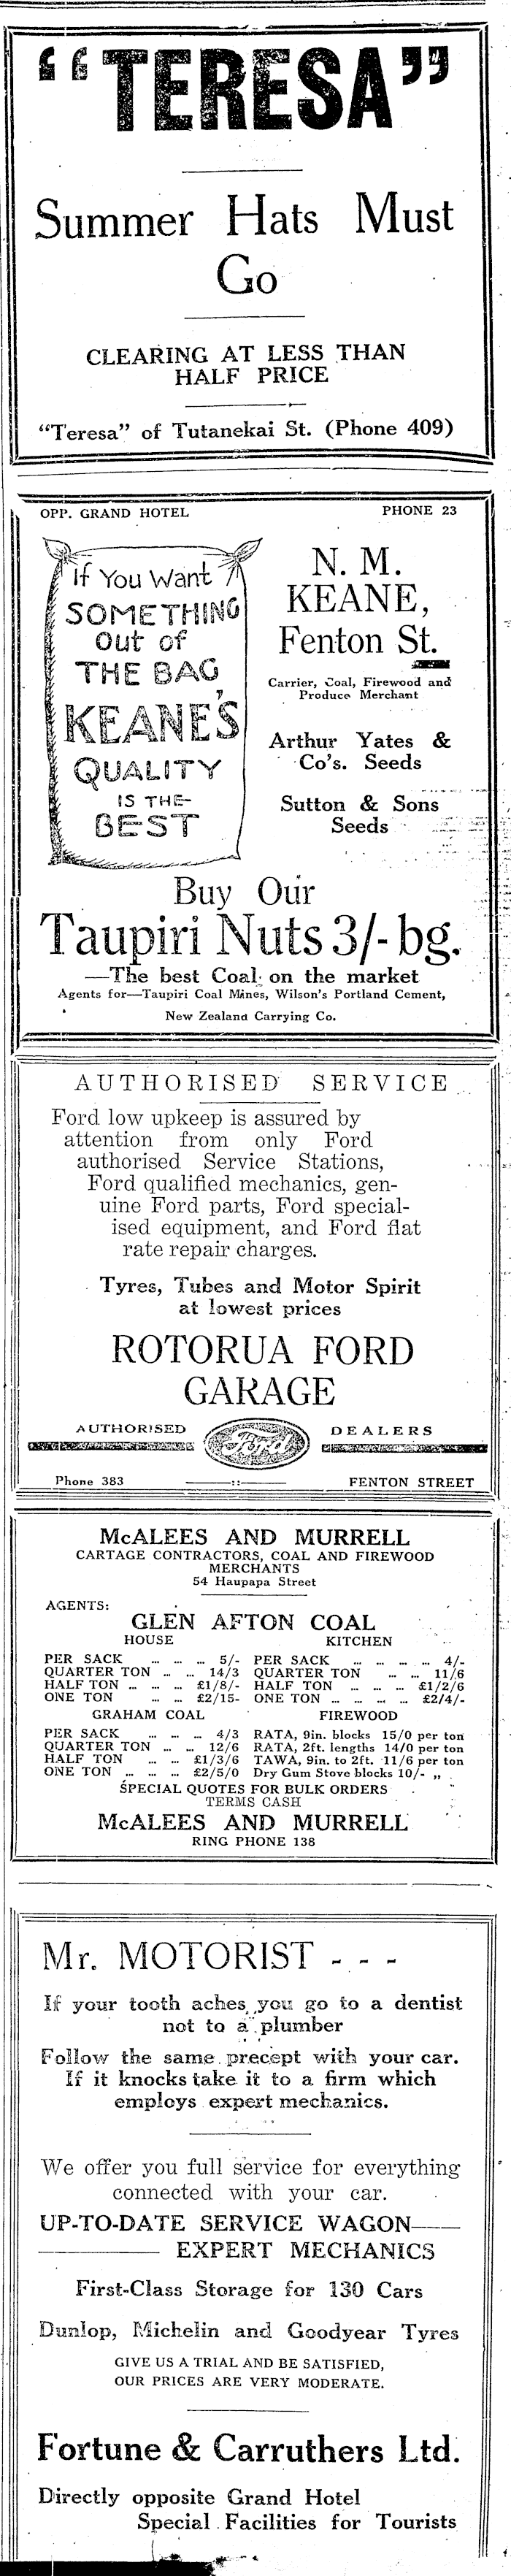 "TERESA"
Summer Hats Must
Go
CLEARING AT LESS THAN
HALF PRICE
"Teresa" of Tutanekai St. (Phone 409)
OPP. GRAND HOTEL PHONE 23
If You Want
SOMETHING
Out of
THE BAG
KEANE'S
QUALITY
IS THE
BEST
N. M.
KEANE,
Fenton St.
Carrier, Coal, Firewood and
Produce Merchant
Arthur Yates &
Co's. Seeds
Sutton & Sons
Seeds
Buy Our
Taupiri Nuts 3/- bg.
—The best Coal on the market
Agents for—Taupiri Coal Mines, Wilson's Portland Cement,
New Zealand Carrying Co.
AUTHORISED SERVICE
Ford low upkeep is assured by
attention from only Ford
authorised Service Stations,
Ford qualified mechanics, gen-
uine Ford parts, Ford special-
ised equipment, and Ford flat
rate repair charges.
Tyres, Tubes and Motor Spirit
at lowest prices
ROTORUA FORD
GARAGE
AUTHORISED Ford DEALERS
Phone 383 FENTON STREET
McALEES AND MURRELL
CARTAGE CONTRACTORS, COAL AND FIREWOOD
MERCHANTS
54 Haupapa Street
AGENTS:
GLEN AFTON COAL
HOUSE
PER SACK ... ... ... 5/-
QUARTER TON ... ... 14/3
HALF TON ... ... ... £1/8/-
ONE TON ... ... £2/15-
KITCHEN
PER SACK ... ... ... ... 4/-
QUARTER TON ... ... 11/6
HALF TON ... ... ... £1/2/6
ONE TON ... ... ... ... £2/4/-
GRAHAM COAL
PER SACK ... ... ... 4/3
QUARTER TON ... ... 12/6
HALF TON ... ... £1/3/6
ONE TON ... ... ... £2/5/0
FIREWOOD
RATA, 9in. blocks 15/0 per ton
RATA, 2ft. lengths 14/0 per ton
TAWA, 9in. to 2ft. 11/6 per ton
Dry Gum Stove blocks 10/- „
SPECIAL QUOTES FOR BULK ORDERS
TERMS CASH
McALEES AND MURRELL
RING PHONE 138
Mr. MOTORIST - - -
If your tooth aches you go to a dentist
not to a plumber
Follow the same precept with your car.
If it knocks take it to a firm which
employs expert mechanics.
We offer you full service for everything
connected with your car.
UP-TO-DATE SERVICE WAGON——
———— EXPERT MECHANICS
First-Class Storage for 130 Cars
Dunlop, Michelin and Goodyear Tyres
GIVE US A TRIAL AND BE SATISFIED,
OUR PRICES ARE VERY MODERATE.
Fortune & Carruthers Ltd.
Directly opposite Grand Hotel
Special Facilities for Tourists